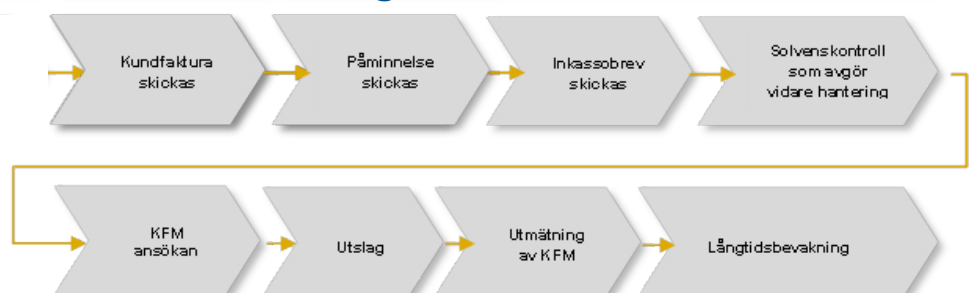 Kundfaktura
skickas
Påminnelse
skickas
Inkassobrev
skickas
Solvenskontroll
som avgör
vidare hantering
KFM
ansökan
Utslag
Utmätning
av KFM
Långtidsbevakning